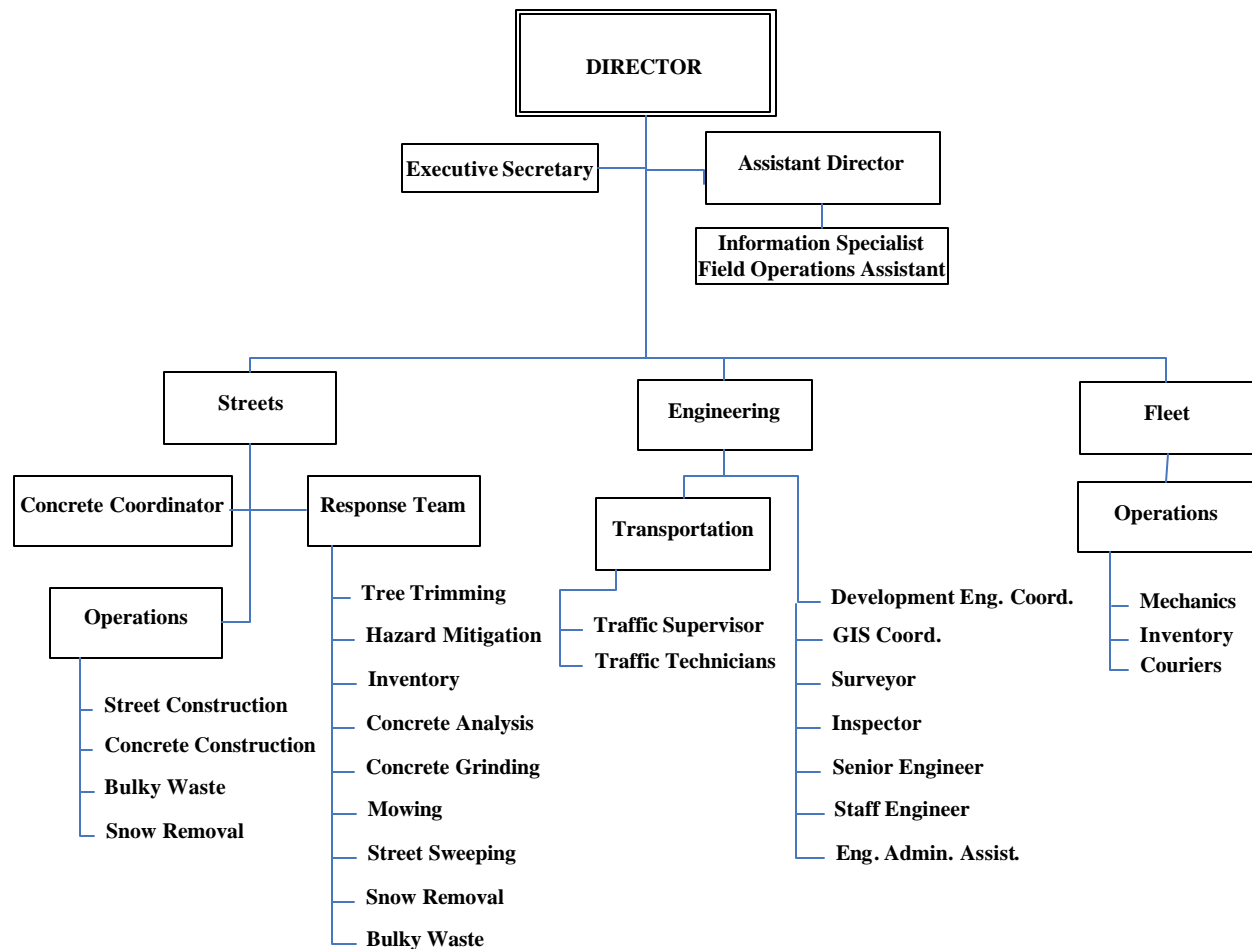 DIRECTOR
Executive Secretary
Assistant Director
Information Specialist
Field Operations Assistant
Streets
Engineering
Fleet
Concrete Coordinator
Response Team
Transportation
Operations
Operations
Tree Trimming
Hazard Mitigation
Inventory
Concrete Analysis
Concrete Grinding
Mowing
Street Sweeping
Snow Removal
Bulky Waste
Street Construction
Concrete Construction
Bulky Waste
Snow Removal
Traffic Supervisor
Traffic Technicians
Development Eng. Coord.
GIS Coord.
Surveyor
Inspector
Senior Engineer
Staff Engineer
Eng. Admin. Assist.
Mechanics
Inventory
Couriers